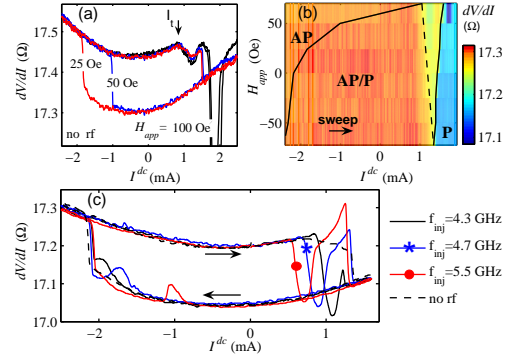 (a)
I_t
17.5
17.4
17.3
dV/dI (Ω)
25 Oe
50 Oe
H_app = 100 Oe
no rf
-2 -1 0 1 2
I^dc (mA)
(b)
dV/dI
(Ω)
50
0
-50
H_app (Oe)
AP
AP/P
sweep
P
17.3
17.2
17.1
-2 -1 0 1
I^dc (mA)
(c)
17.3
17.2
17.1
17.0
dV/dI (Ω)
-2 -1 0 1
I^dc (mA)
f_inj=4.3 GHz
f_inj=4.7 GHz
f_inj=5.5 GHz
no rf